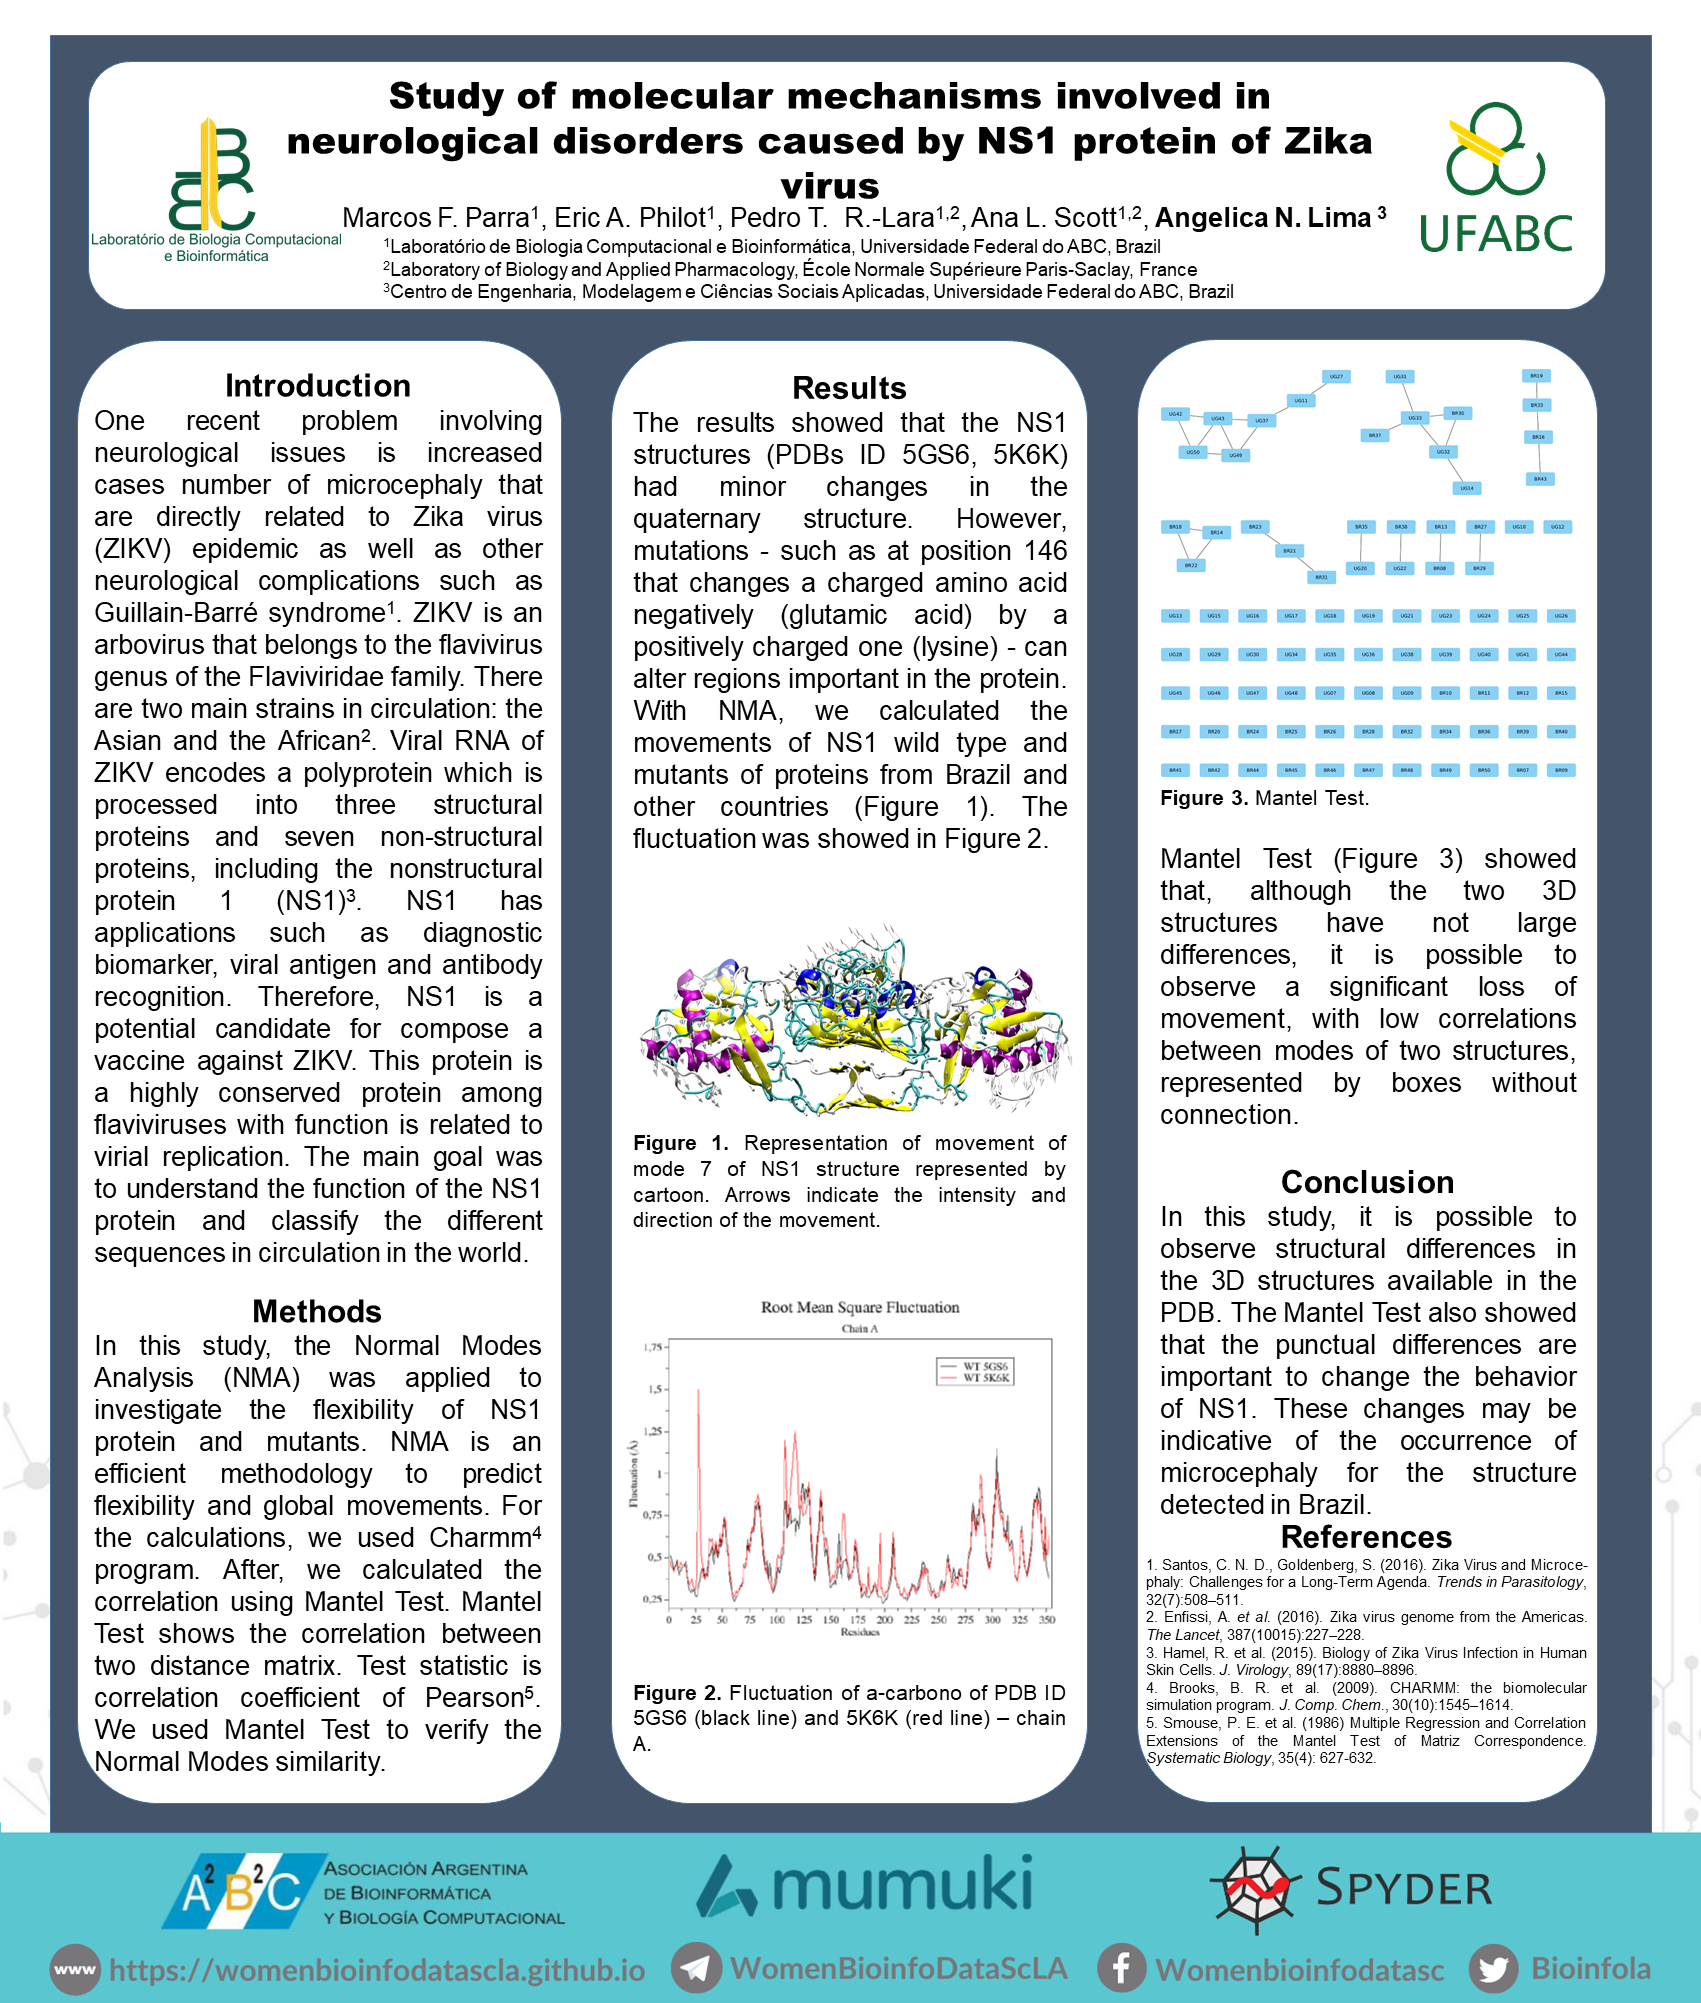 Study of molecular mechanisms involved in
neurological disorders caused by NS1 protein of Zika
virus
Marcos F. Parra1, Eric A. Philot1, Pedro T. R.-Lara1,2, Ana L. Scott1,2, Angelica N. Lima 3
1Laboratório de Biologia Computacional e Bioinformática, Universidade Federal do ABC, Brazil
2Laboratory of Biology and Applied Pharmacology, École Normale Supérieure Paris-Saclay, France
3Centro de Engenharia, Modelagem e Ciências Sociais Aplicadas, Universidade Federal do ABC, Brazil
LBBC
Laboratório de Biologia Computacional
e Bioinformática
UFABC
Introduction
One recent problem involving
neurological issues is increased
cases number of microcephaly that
are directly related to Zika virus
(ZIKV) epidemic as well as other
neurological complications such as
Guillain-Barré syndrome1. ZIKV is an
arbovirus that belongs to the flavivirus
genus of the Flaviviridae family. There
are two main strains in circulation: the
Asian and the African2. Viral RNA of
ZIKV encodes a polyprotein which is
processed into three structural
proteins and seven non-structural
proteins, including the nonstructural
protein 1 (NS1)3. NS1 has
applications such as diagnostic
biomarker, viral antigen and antibody
recognition. Therefore, NS1 is a
potential candidate for compose a
vaccine against ZIKV. This protein is
a highly conserved protein among
flaviviruses with function is related to
virial replication. The main goal was
to understand the function of the NS1
protein and classify the different
sequences in circulation in the world.
Methods
In this study, the Normal Modes
Analysis (NMA) was applied to
investigate the flexibility of NS1
protein and mutants. NMA is an
efficient methodology to predict
flexibility and global movements. For
the calculations, we used Charmm4
program. After, we calculated the
correlation using Mantel Test. Mantel
Test shows the correlation between
two distance matrix. Test statistic is
correlation coefficient of Pearson5.
We used Mantel Test to verify the
Normal Modes similarity.
Results
The results showed that the NS1
structures (PDBs ID 5GS6, 5K6K)
had minor changes in the
quaternary structure. However,
mutations - such as at position 146
that changes a charged amino acid
negatively (glutamic acid) by a
positively charged one (lysine) - can
alter regions important in the protein.
With NMA, we calculated the
movements of NS1 wild type and
mutants of proteins from Brazil and
other countries (Figure 1). The
fluctuation was showed in Figure 2.
Figure 1. Representation of movement of
mode 7 of NS1 structure represented by
cartoon. Arrows indicate the intensity and
direction of the movement.
Root Mean Square Fluctuation
Chain A
WT 5GS6
WT 5K6K
Fluctuation (Å)
1,75
1,5
1,25
1
0,75
0,5
0,25
0 25 50 75 100 125 150 175 200 225 250 275 300 325 350
Residues
Figure 2. Fluctuation of a-carbono of PDB ID
5GS6 (black line) and 5K6K (red line) – chain
A.
UG27 UG31 BR19
UG11 BR33
UG42 UG43 UG37 UG33 BR30
BR37 BR16
UG50 UG49 UG32
UG14 BR43
BR18 BR14 BR23 BR35 BR38 BR13 BR27 UG10 UG12
BR21
BR22 BR31 UG20 UG22 BR08 BR29
UG13 UG15 UG16 UG17 UG18 UG19 UG21 UG23 UG24 UG25 UG26
UG28 UG29 UG30 UG34 UG35 UG36 UG38 UG39 UG40 UG41 UG44
UG45 UG46 UG47 UG48 UG07 UG08 UG09 BR10 BR11 BR12 BR15
BR17 BR20 BR24 BR25 BR26 BR28 BR32 BR34 BR36 BR39 BR40
BR41 BR42 BR44 BR45 BR46 BR47 BR48 BR49 BR50 BR07 BR09
Figure 3. Mantel Test.
Mantel Test (Figure 3) showed
that, although the two 3D
structures have not large
differences, it is possible to
observe a significant loss of
movement, with low correlations
between modes of two structures,
represented by boxes without
connection.
Conclusion
In this study, it is possible to
observe structural differences in
the 3D structures available in the
PDB. The Mantel Test also showed
that the punctual differences are
important to change the behavior
of NS1. These changes may be
indicative of the occurrence of
microcephaly for the structure
detected in Brazil.
References
1. Santos, C. N. D., Goldenberg, S. (2016). Zika Virus and Microce-
phaly: Challenges for a Long-Term Agenda. Trends in Parasitology,
32(7):508–511.
2. Enfissi, A. et al. (2016). Zika virus genome from the Americas.
The Lancet, 387(10015):227–228.
3. Hamel, R. et al. (2015). Biology of Zika Virus Infection in Human
Skin Cells. J. Virology, 89(17):8880–8896.
4. Brooks, B. R. et al. (2009). CHARMM: the biomolecular
simulation program. J. Comp. Chem., 30(10):1545–1614.
5. Smouse, P. E. et al. (1986) Multiple Regression and Correlation
Extensions of the Mantel Test of Matriz Correspondence.
Systematic Biology, 35(4): 627-632.
A2B2C
Asociación Argentina
de Bioinformática
y Biología Computacional
mumuki
Spyder
www https://womenbioinfodatascla.github.io
WomenBioinfoDataScLA
Womenbioinfodatasc
Bioinfola